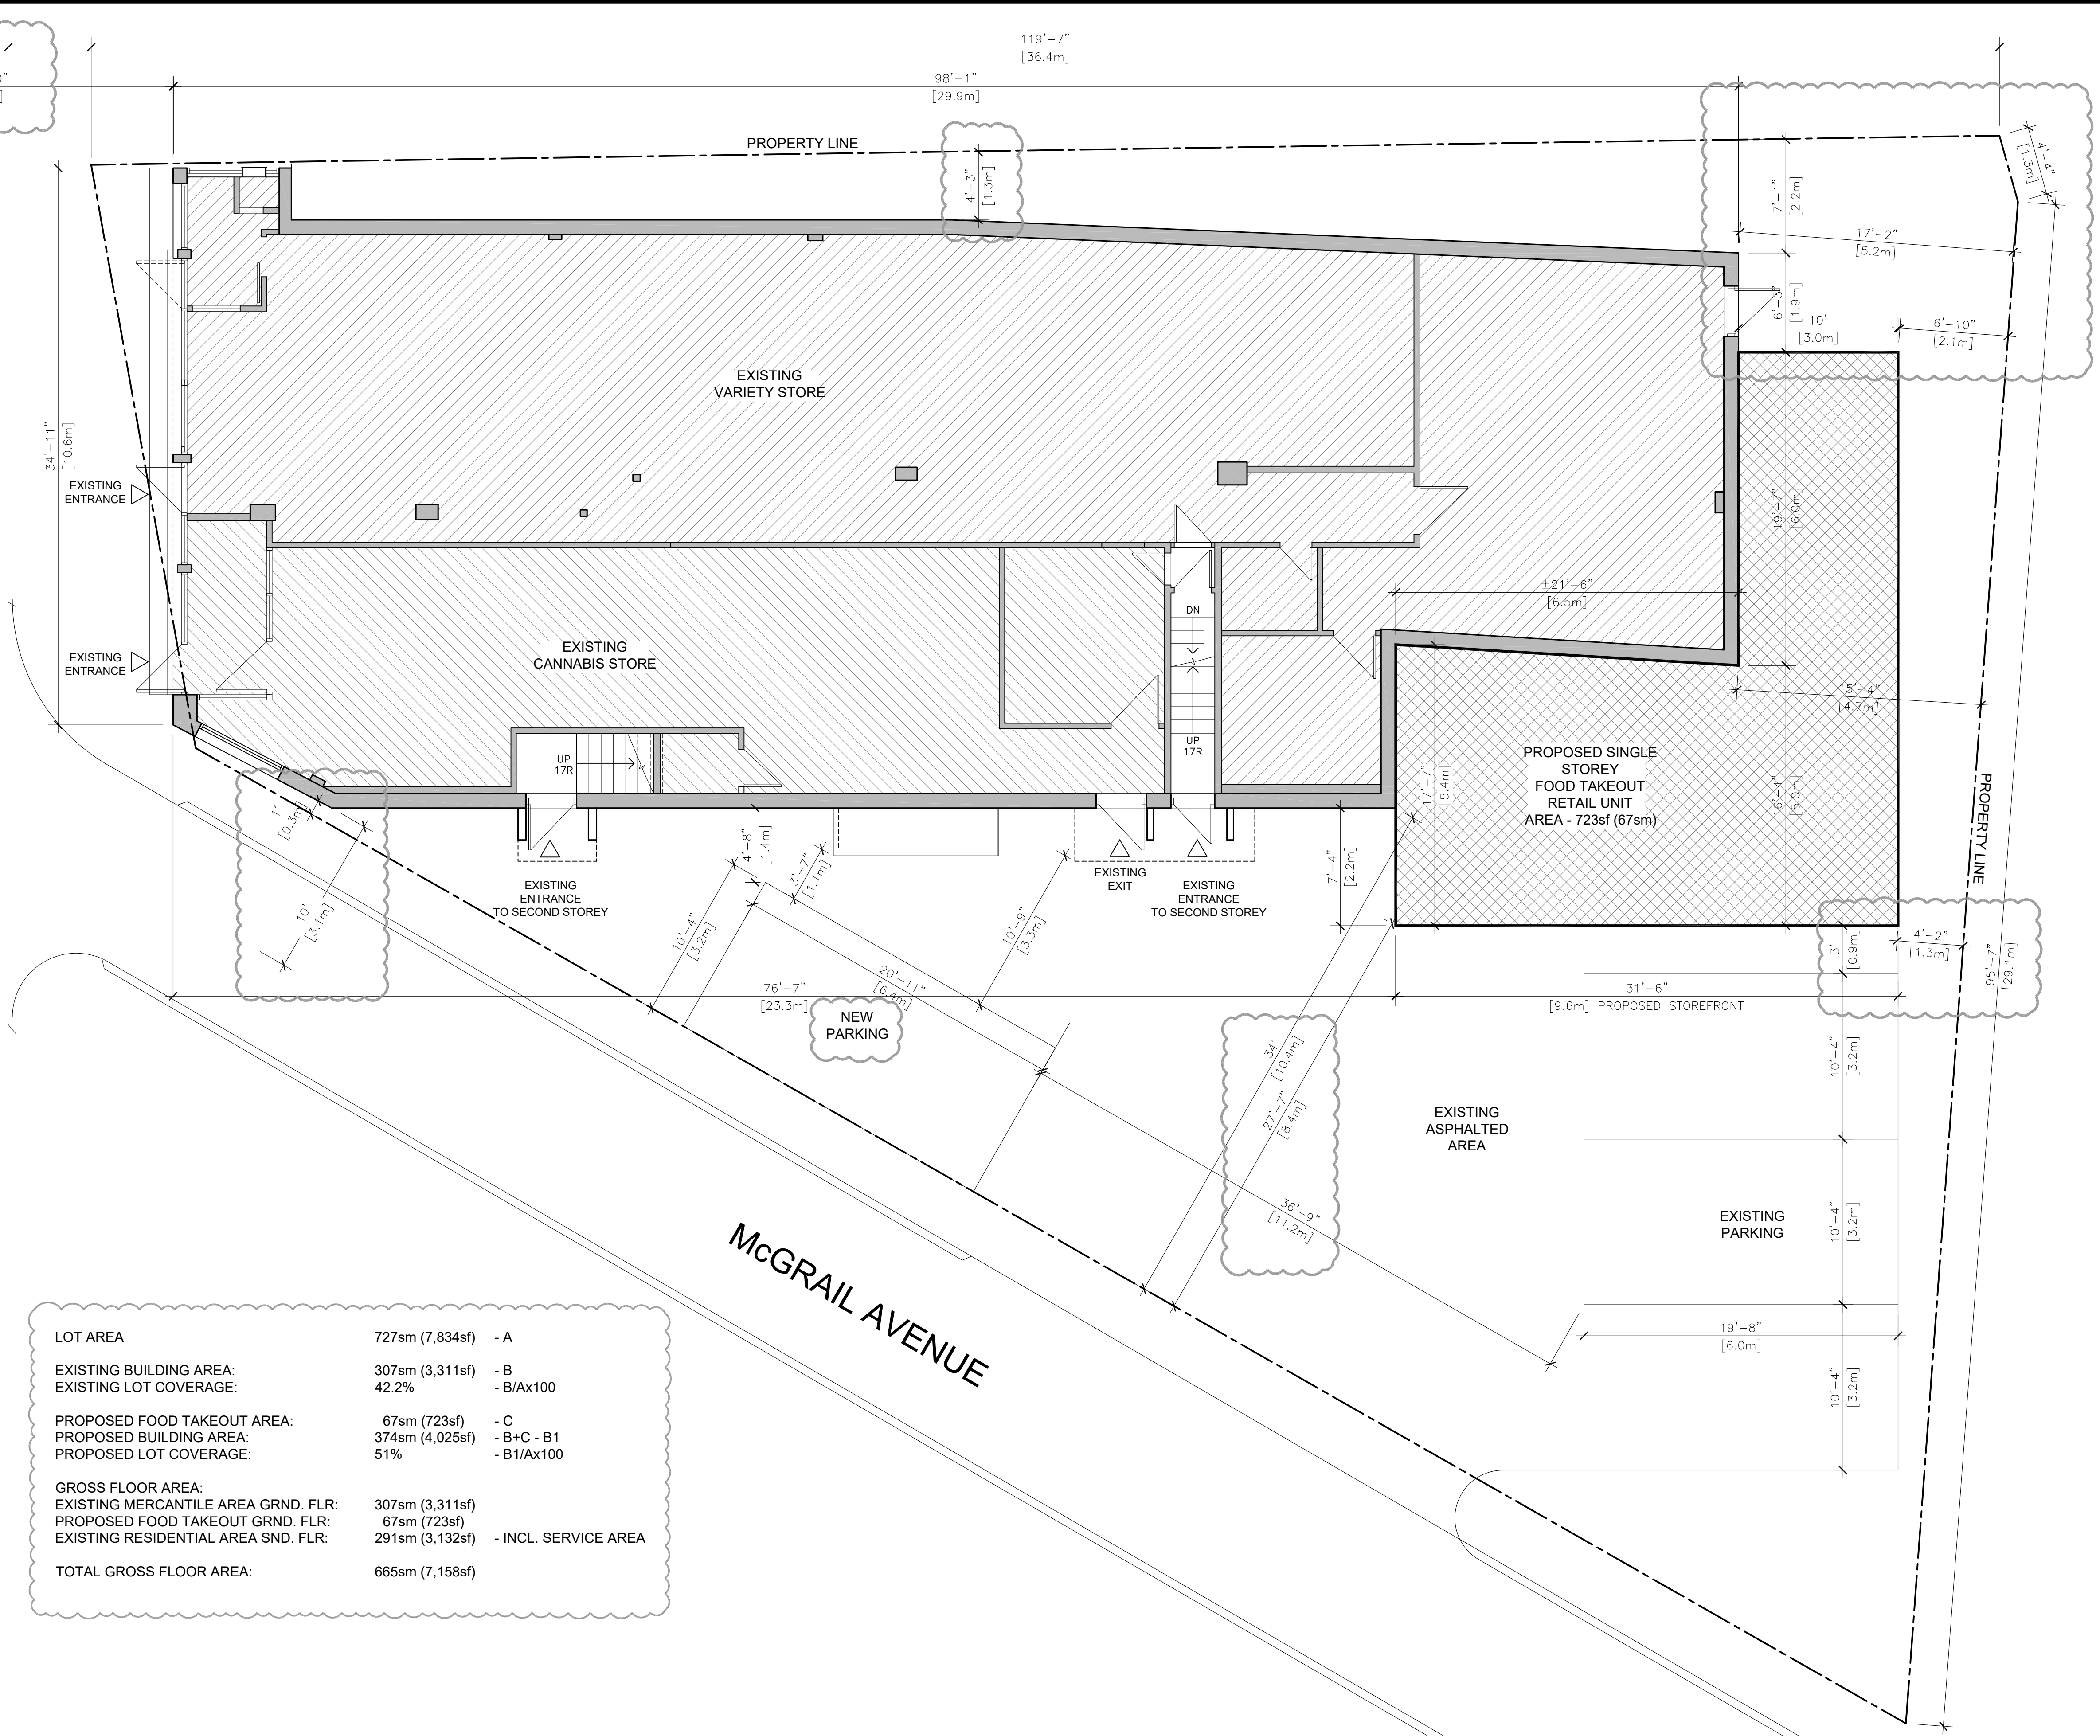 119'-7"
[36.4m]
98'-1"
[29.9m]
PROPERTY LINE
4'-3"
[1.3m]
4'-4"
[1.3m]
7'-1"
[2.2m]
17'-2"
[5.2m]
6'-3"
[1.9m]
10'
[3.0m]
6'-10"
[2.1m]
EXISTING
VARIETY STORE
34'-11"
[10.6m]
EXISTING
ENTRANCE
19'-7"
[6.0m]
±21'-6"
[6.5m]
DN
EXISTING
CANNABIS STORE
EXISTING
ENTRANCE
15'-4"
[4.7m]
UP
17R
UP
17R
PROPOSED SINGLE
STOREY
FOOD TAKEOUT
RETAIL UNIT
AREA - 723sf (67sm)
17'-7"
[5.4m]
16'-4"
[5.0m]
PROPERTY LINE
1'
[0.3m]
10'
[3.1m]
4'-8"
[1.4m]
3'-7"
[1.1m]
7'-4"
[2.2m]
EXISTING
ENTRANCE
TO SECOND STOREY
EXISTING
EXIT
EXISTING
ENTRANCE
TO SECOND STOREY
10'-4"
[3.2m]
10'-9"
[3.3m]
3'
[0.9m]
4'-2"
[1.3m]
95'-7"
[29.1m]
20'-11"
[6.4m]
76'-7"
[23.3m]
31'-6"
[9.6m] PROPOSED STOREFRONT
NEW
PARKING
34'
[10.4m]
27'-7"
[8.4m]
10'-4"
[3.2m]
EXISTING
ASPHALTED
AREA
36'-9"
[11.2m]
EXISTING
PARKING
10'-4"
[3.2m]
McGRAIL AVENUE
19'-8"
[6.0m]
10'-4"
[3.2m]
LOT AREA 727sm (7,834sf) - A
EXISTING BUILDING AREA: 307sm (3,311sf) - B
EXISTING LOT COVERAGE: 42.2% - B/Ax100
PROPOSED FOOD TAKEOUT AREA: 67sm (723sf) - C
PROPOSED BUILDING AREA: 374sm (4,025sf) - B+C - B1
PROPOSED LOT COVERAGE: 51% - B1/Ax100
GROSS FLOOR AREA:
EXISTING MERCANTILE AREA GRND. FLR: 307sm (3,311sf)
PROPOSED FOOD TAKEOUT GRND. FLR: 67sm (723sf)
EXISTING RESIDENTIAL AREA SND. FLR: 291sm (3,132sf) - INCL. SERVICE AREA
TOTAL GROSS FLOOR AREA: 665sm (7,158sf)